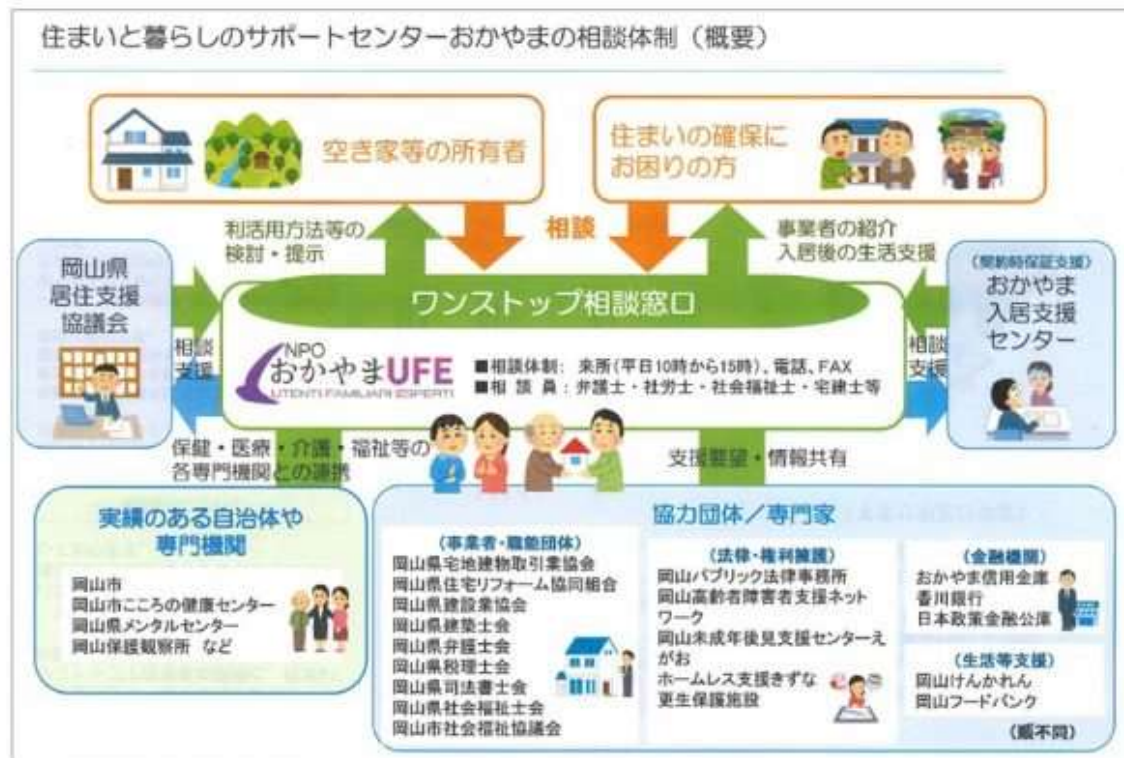 住まいと暮らしのサポートセンターおかやまの相談体制（概要）
空き家等の所有者
住まいの確保に
お困りの方
利活用方法等の
検討・提示
相談
事業者の紹介
入居後の生活支援
岡山県
居住支援
協議会
相談
支援
ワンストップ相談窓口
NPO
おかやまUFE
UTENTI FAMILIARI ESPERTI
■相談体制： 来所(平日10時から15時)、電話、FAX
■相 談 員：弁護士・社労士・社会福祉士・宅建士等
（契約時保証支援）
おかやま
入居支援
センター
相談
支援
保健・医療・介護・福祉等の
各専門機関との連携
支援要望・情報共有
実績のある自治体や
専門機関
岡山市
岡山市こころの健康センター
岡山県メンタルセンター
岡山保護観察所 など
協力団体／専門家
（事業者・職能団体）
岡山県宅地建物取引業協会
岡山県住宅リフォーム協同組合
岡山県建設業協会
岡山県建築士会
岡山県弁護士会
岡山県税理士会
岡山県司法書士会
岡山県社会福祉士会
岡山市社会福祉協議会
（法律・権利擁護）
岡山パブリック法律事務所
岡山高齢者障害者支援ネット
ワーク
岡山未成年後見支援センターえ
がお
ホームレス支援きずな
更生保護施設
（金融機関）
おかやま信用金庫
香川銀行
日本政策金融公庫
（生活等支援）
岡山けんかれん
岡山フードバンク
（順不同）